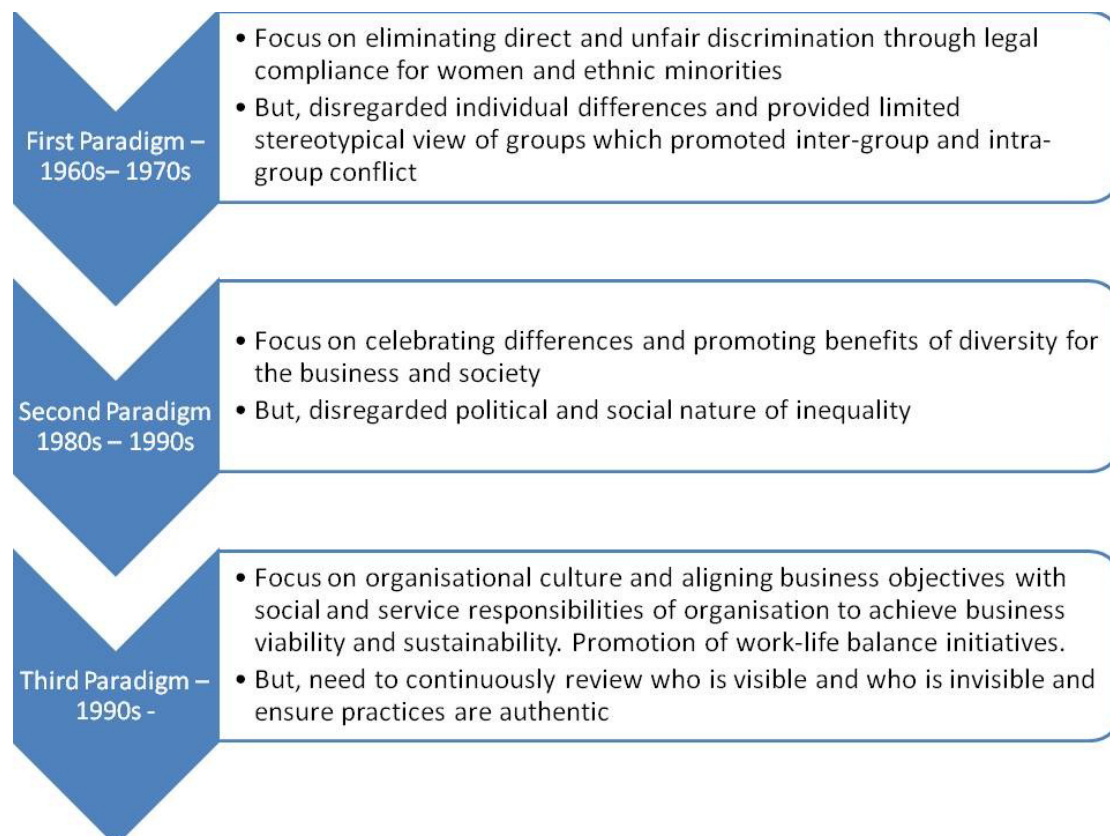 First Paradigm –
1960s– 1970s
• Focus on eliminating direct and unfair discrimination through legal
compliance for women and ethnic minorities
• But, disregarded individual differences and provided limited
stereotypical view of groups which promoted inter-group and intra-
group conflict
Second Paradigm
1980s – 1990s
• Focus on celebrating differences and promoting benefits of diversity for
the business and society
• But, disregarded political and social nature of inequality
Third Paradigm –
1990s -
• Focus on organisational culture and aligning business objectives with
social and service responsibilities of organisation to achieve business
viability and sustainability. Promotion of work-life balance initiatives.
• But, need to continuously review who is visible and who is invisible and
ensure practices are authentic